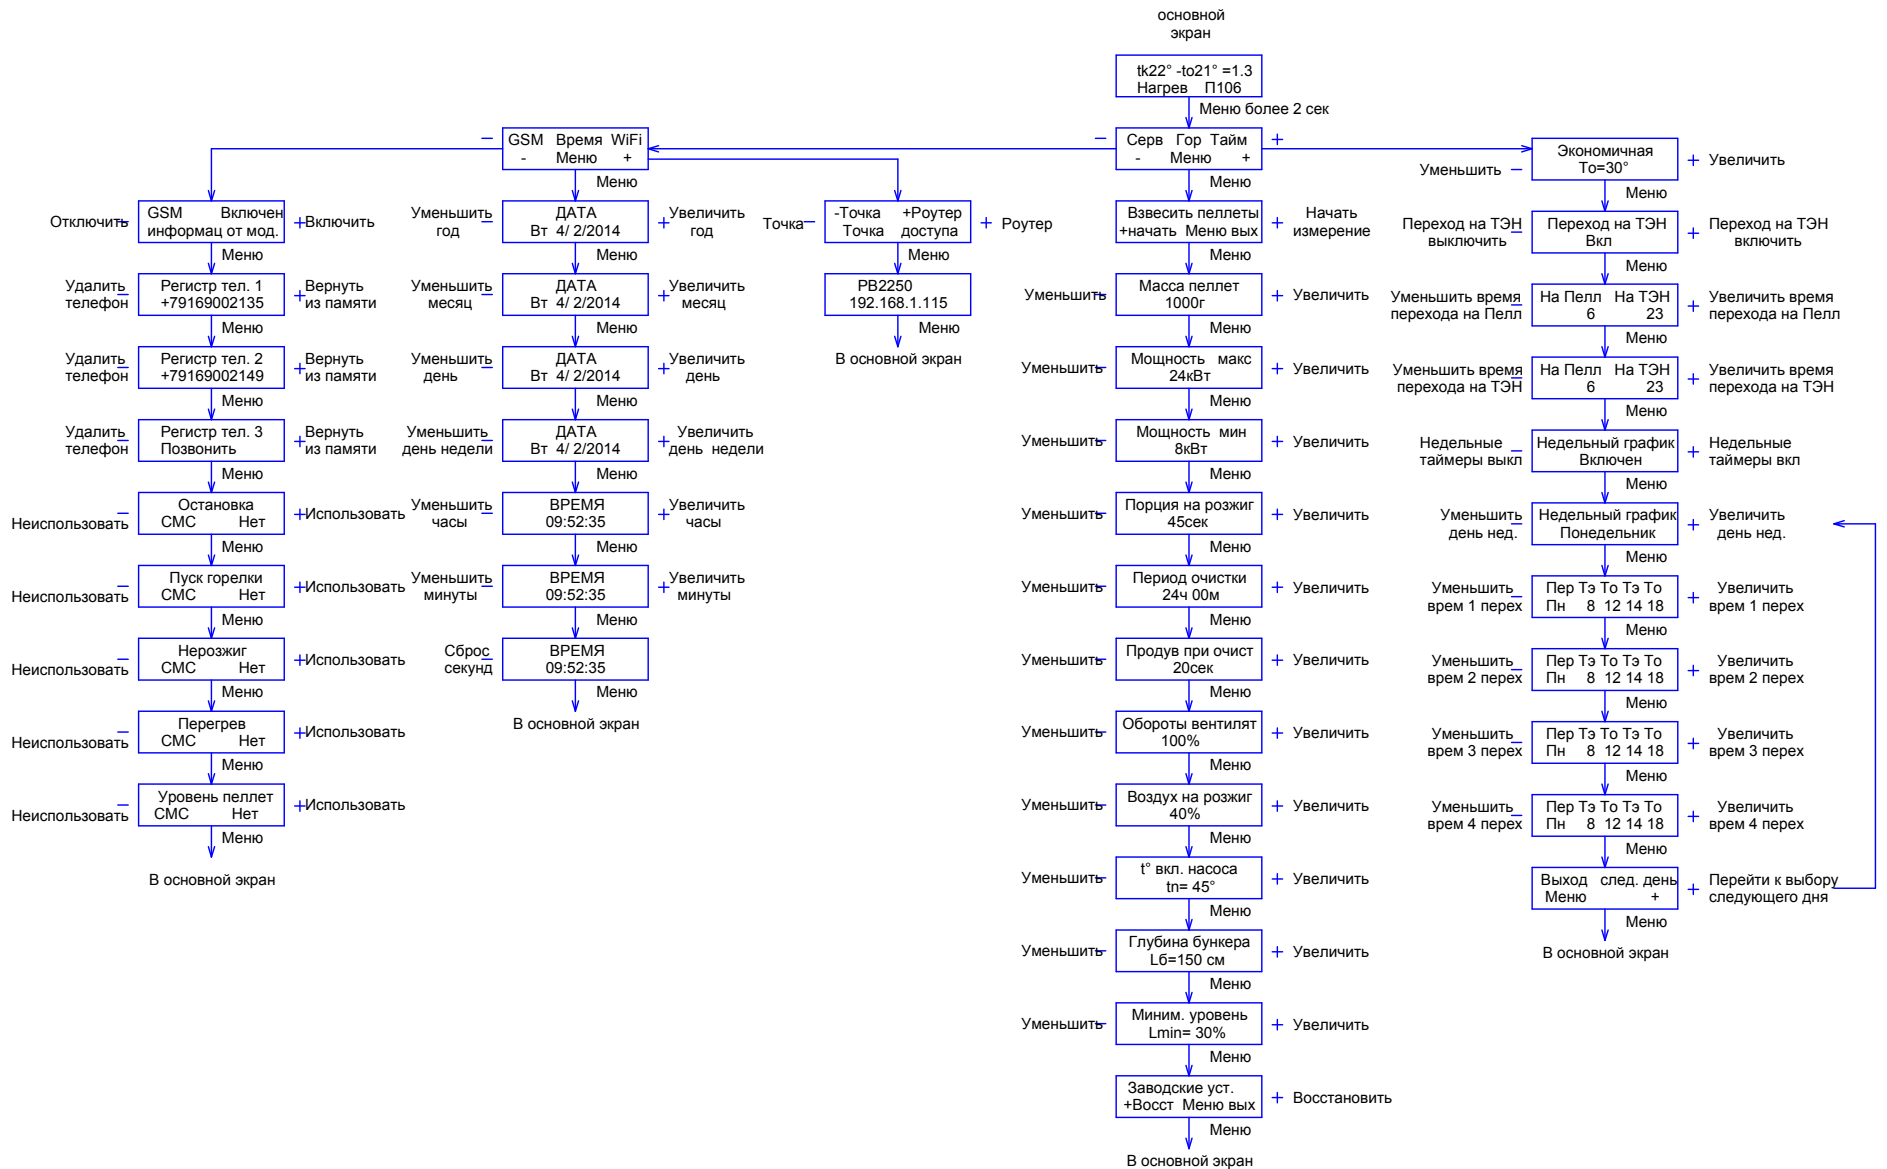 основной
экран
tk22° -to21° =1.3
Нагрев П106
Меню более 2 сек
− GSM Время WiFi
- Меню +
Меню
− Серв Гор Тайм +
- Меню +
Меню
Отключить − GSM Включен + Включить
информац от мод.
Меню
Удалить − Регистр тел. 1 + Вернуть
телефон +79169002135 из памяти
Меню
Удалить − Регистр тел. 2 + Вернуть
телефон +79169002149 из памяти
Меню
Удалить − Регистр тел. 3 + Вернуть
телефон Позвонить из памяти
Меню
Неиспользовать − Остановка + Использовать
СМС Нет
Меню
Неиспользовать − Пуск горелки + Использовать
СМС Нет
Меню
Неиспользовать − Нерозжиг + Использовать
СМС Нет
Меню
Неиспользовать − Перегрев + Использовать
СМС Нет
Меню
Неиспользовать − Уровень пеллет + Использовать
СМС Нет
Меню
В основной экран
Уменьшить − ДАТА + Увеличить
год Вт 4/ 2/2014 год
Меню
Уменьшить − ДАТА + Увеличить
месяц Вт 4/ 2/2014 месяц
Меню
Уменьшить − ДАТА + Увеличить
день Вт 4/ 2/2014 день
Меню
Уменьшить − ДАТА + Увеличить
день недели Вт 4/ 2/2014 день недели
Меню
Уменьшить − ВРЕМЯ + Увеличить
часы 09:52:35 часы
Меню
Уменьшить − ВРЕМЯ + Увеличить
минуты 09:52:35 минуты
Меню
Сброс − ВРЕМЯ
секунд 09:52:35
Меню
В основной экран
Точка − -Точка +Роутер + Роутер
Точка доступа
Меню
РВ2250
192.168.1.115
Меню
В основной экран
Взвесить пеллеты + Начать
+начать Меню вых измерение
Меню
Уменьшить − Масса пеллет + Увеличить
1000г
Меню
Уменьшить − Мощность макс + Увеличить
24кВт
Меню
Уменьшить − Мощность мин + Увеличить
8кВт
Меню
Уменьшить − Порция на розжиг + Увеличить
45сек
Меню
Уменьшить − Период очистки + Увеличить
24ч 00м
Меню
Уменьшить − Продув при очист + Увеличить
20сек
Меню
Уменьшить − Обороты вентилят + Увеличить
100%
Меню
Уменьшить − Воздух на розжиг + Увеличить
40%
Меню
Уменьшить − t° вкл. насоса + Увеличить
tn= 45°
Меню
Уменьшить − Глубина бункера + Увеличить
Lб=150 см
Меню
Уменьшить − Миним. уровень + Увеличить
Lmin= 30%
Меню
Заводские уст. + Восстановить
+Восст Меню вых
Меню
В основной экран
Уменьшить − Экономичная + Увеличить
To=30°
Меню
Переход на ТЭН − Переход на ТЭН + Переход на ТЭН
выключить Вкл включить
Меню
Уменьшить время − На Пелл На ТЭН + Увеличить время
перехода на Пелл 6 23 перехода на Пелл
Меню
Уменьшить время − На Пелл На ТЭН + Увеличить время
перехода на ТЭН 6 23 перехода на ТЭН
Меню
Недельные − Недельный график + Недельные
таймеры выкл Включен таймеры вкл
Меню
Уменьшить − Недельный график + Увеличить
день нед. Понедельник день нед.
Меню
Уменьшить − Пер Тэ То Тэ То + Увеличить
врем 1 перех Пн 8 12 14 18 врем 1 перех
Меню
Уменьшить − Пер Тэ То Тэ То + Увеличить
врем 2 перех Пн 8 12 14 18 врем 2 перех
Меню
Уменьшить − Пер Тэ То Тэ То + Увеличить
врем 3 перех Пн 8 12 14 18 врем 3 перех
Меню
Уменьшить − Пер Тэ То Тэ То + Увеличить
врем 4 перех Пн 8 12 14 18 врем 4 перех
Меню
Выход след. день + Перейти к выбору
Меню + следующего дня
Меню
В основной экран